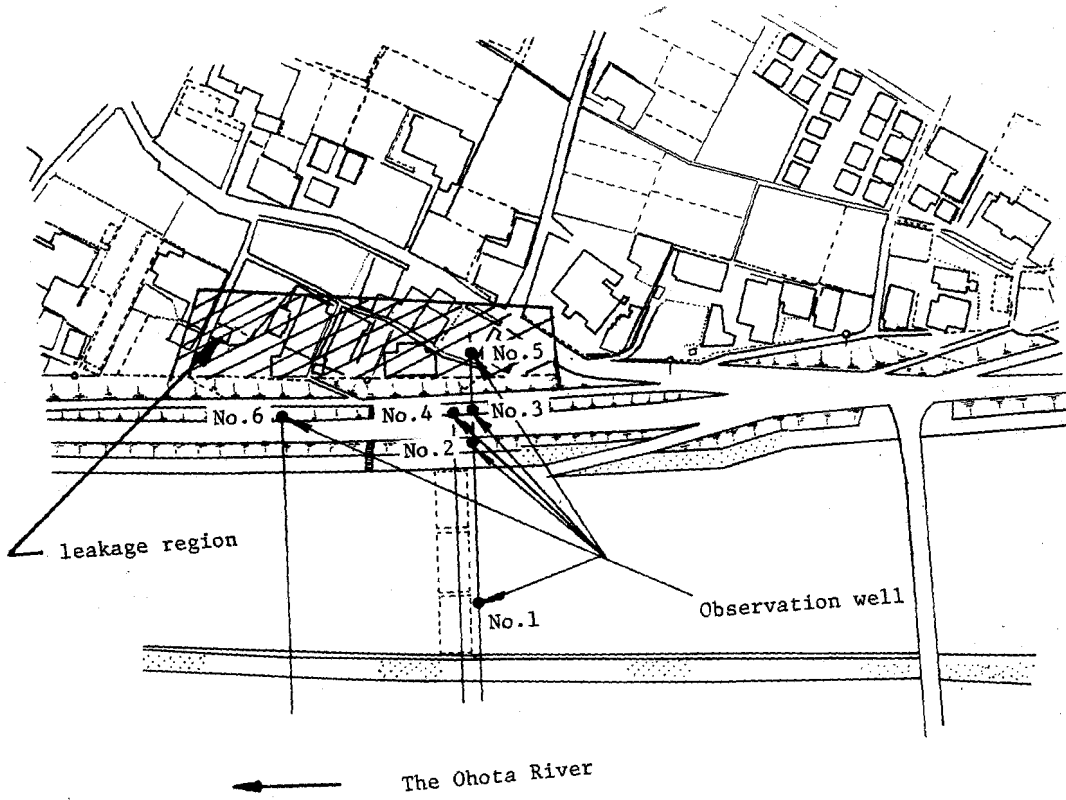 No.5
No.6
No.4
No.3
No.2
leakage region
Observation well
No.1
The Ohota River